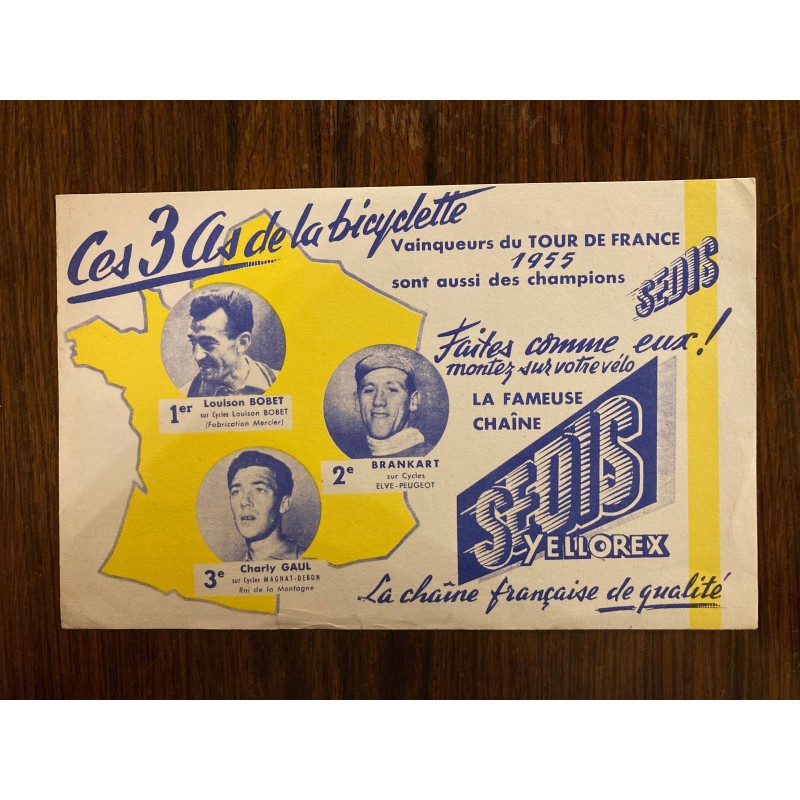 Ces 3 As de la bicyclette
Vainqueurs du TOUR DE FRANCE
1955
sont aussi des champions
SEDIS
Faites comme eux!
montez sur votre vélo
LA FAMEUSE
CHAÎNE
SEDIS
YELLOREX
La chaîne française de qualité
1er
Louison BOBET
sur Cycles Louison BOBET
(Fabrication Mercier)
2e
BRANKART
sur Cycles
ELVE-PEUGEOT
3e
Charly GAUL
sur Cycles MAGNAT-DEBON
Roi de la Montagne